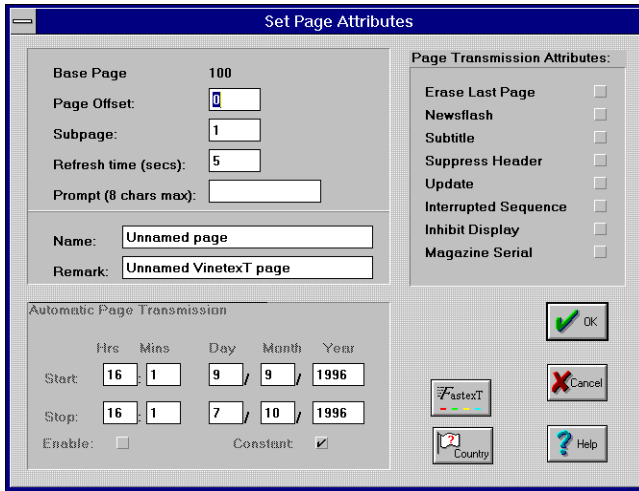 Set Page Attributes
Base Page 100
Page Offset: 0
Subpage: 1
Refresh time (secs): 5
Prompt (8 chars max):
Name: Unnamed page
Remark: Unnamed VinetexT page
Page Transmission Attributes:
Erase Last Page
Newsflash
Subtitle
Suppress Header
Update
Interrupted Sequence
Inhibit Display
Magazine Serial
Automatic Page Transmission
Hrs Mins Day Month Year
Start: 16 : 1 9 / 9 / 1996
Stop: 16 : 1 7 / 10 / 1996
Enable: Constant:
FastexT
? Country
OK
Cancel
? Help